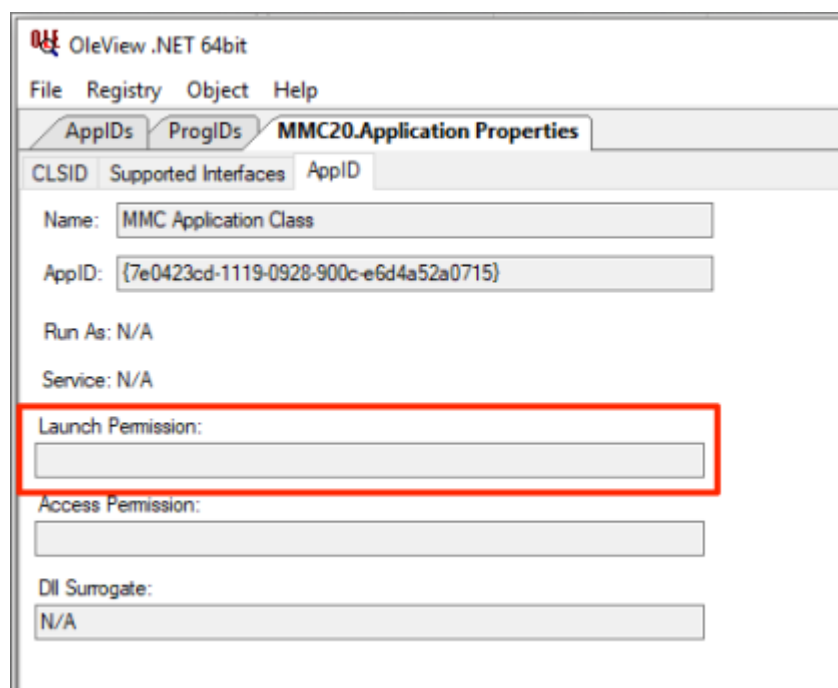 OleView .NET 64bit
File Registry Object Help
AppIDs ProgIDs MMC20.Application Properties
CLSID Supported Interfaces AppID
Name: MMC Application Class
AppID: {7e0423cd-1119-0928-900c-e6d4a52a0715}
Run As: N/A
Service: N/A
Launch Permission:
Access Permission:
Dll Surrogate:
N/A